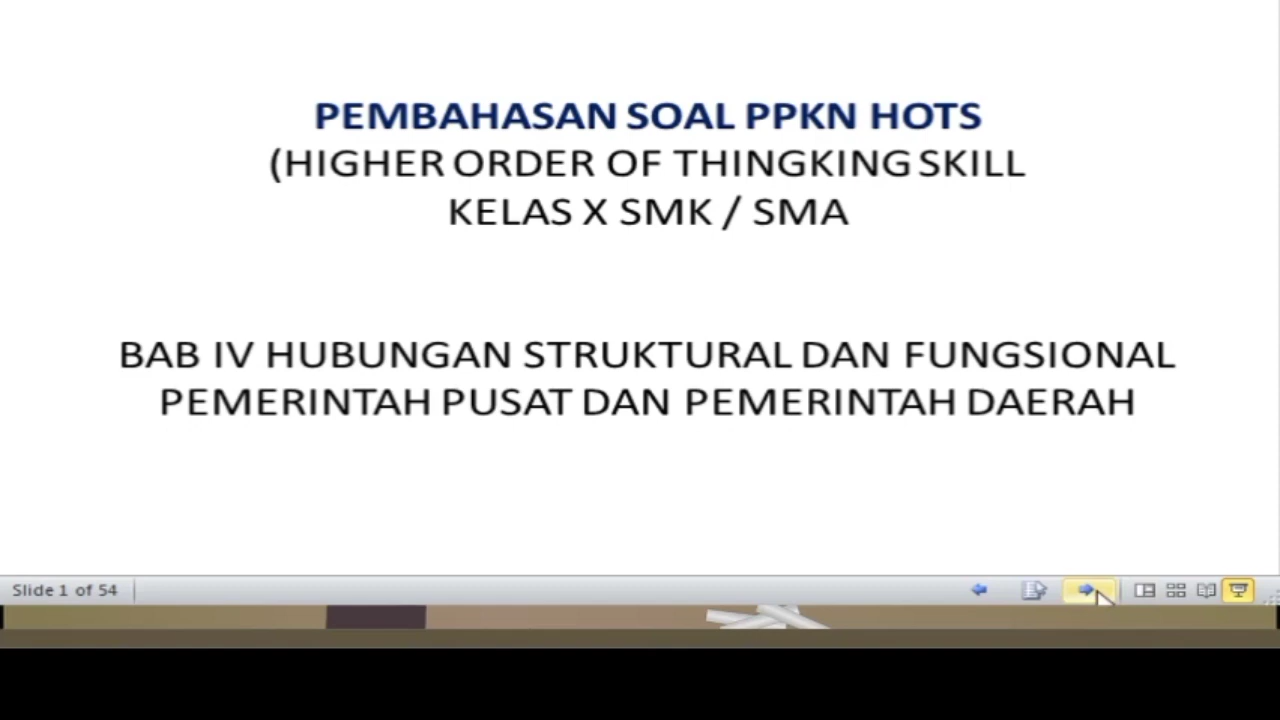 PEMBAHASAN SOAL PPKN HOTS
(HIGHER ORDER OF THINGKING SKILL
KELAS X SMK / SMA
BAB IV HUBUNGAN STRUKTURAL DAN FUNGSIONAL
PEMERINTAH PUSAT DAN PEMERINTAH DAERAH
Slide 1 of 54